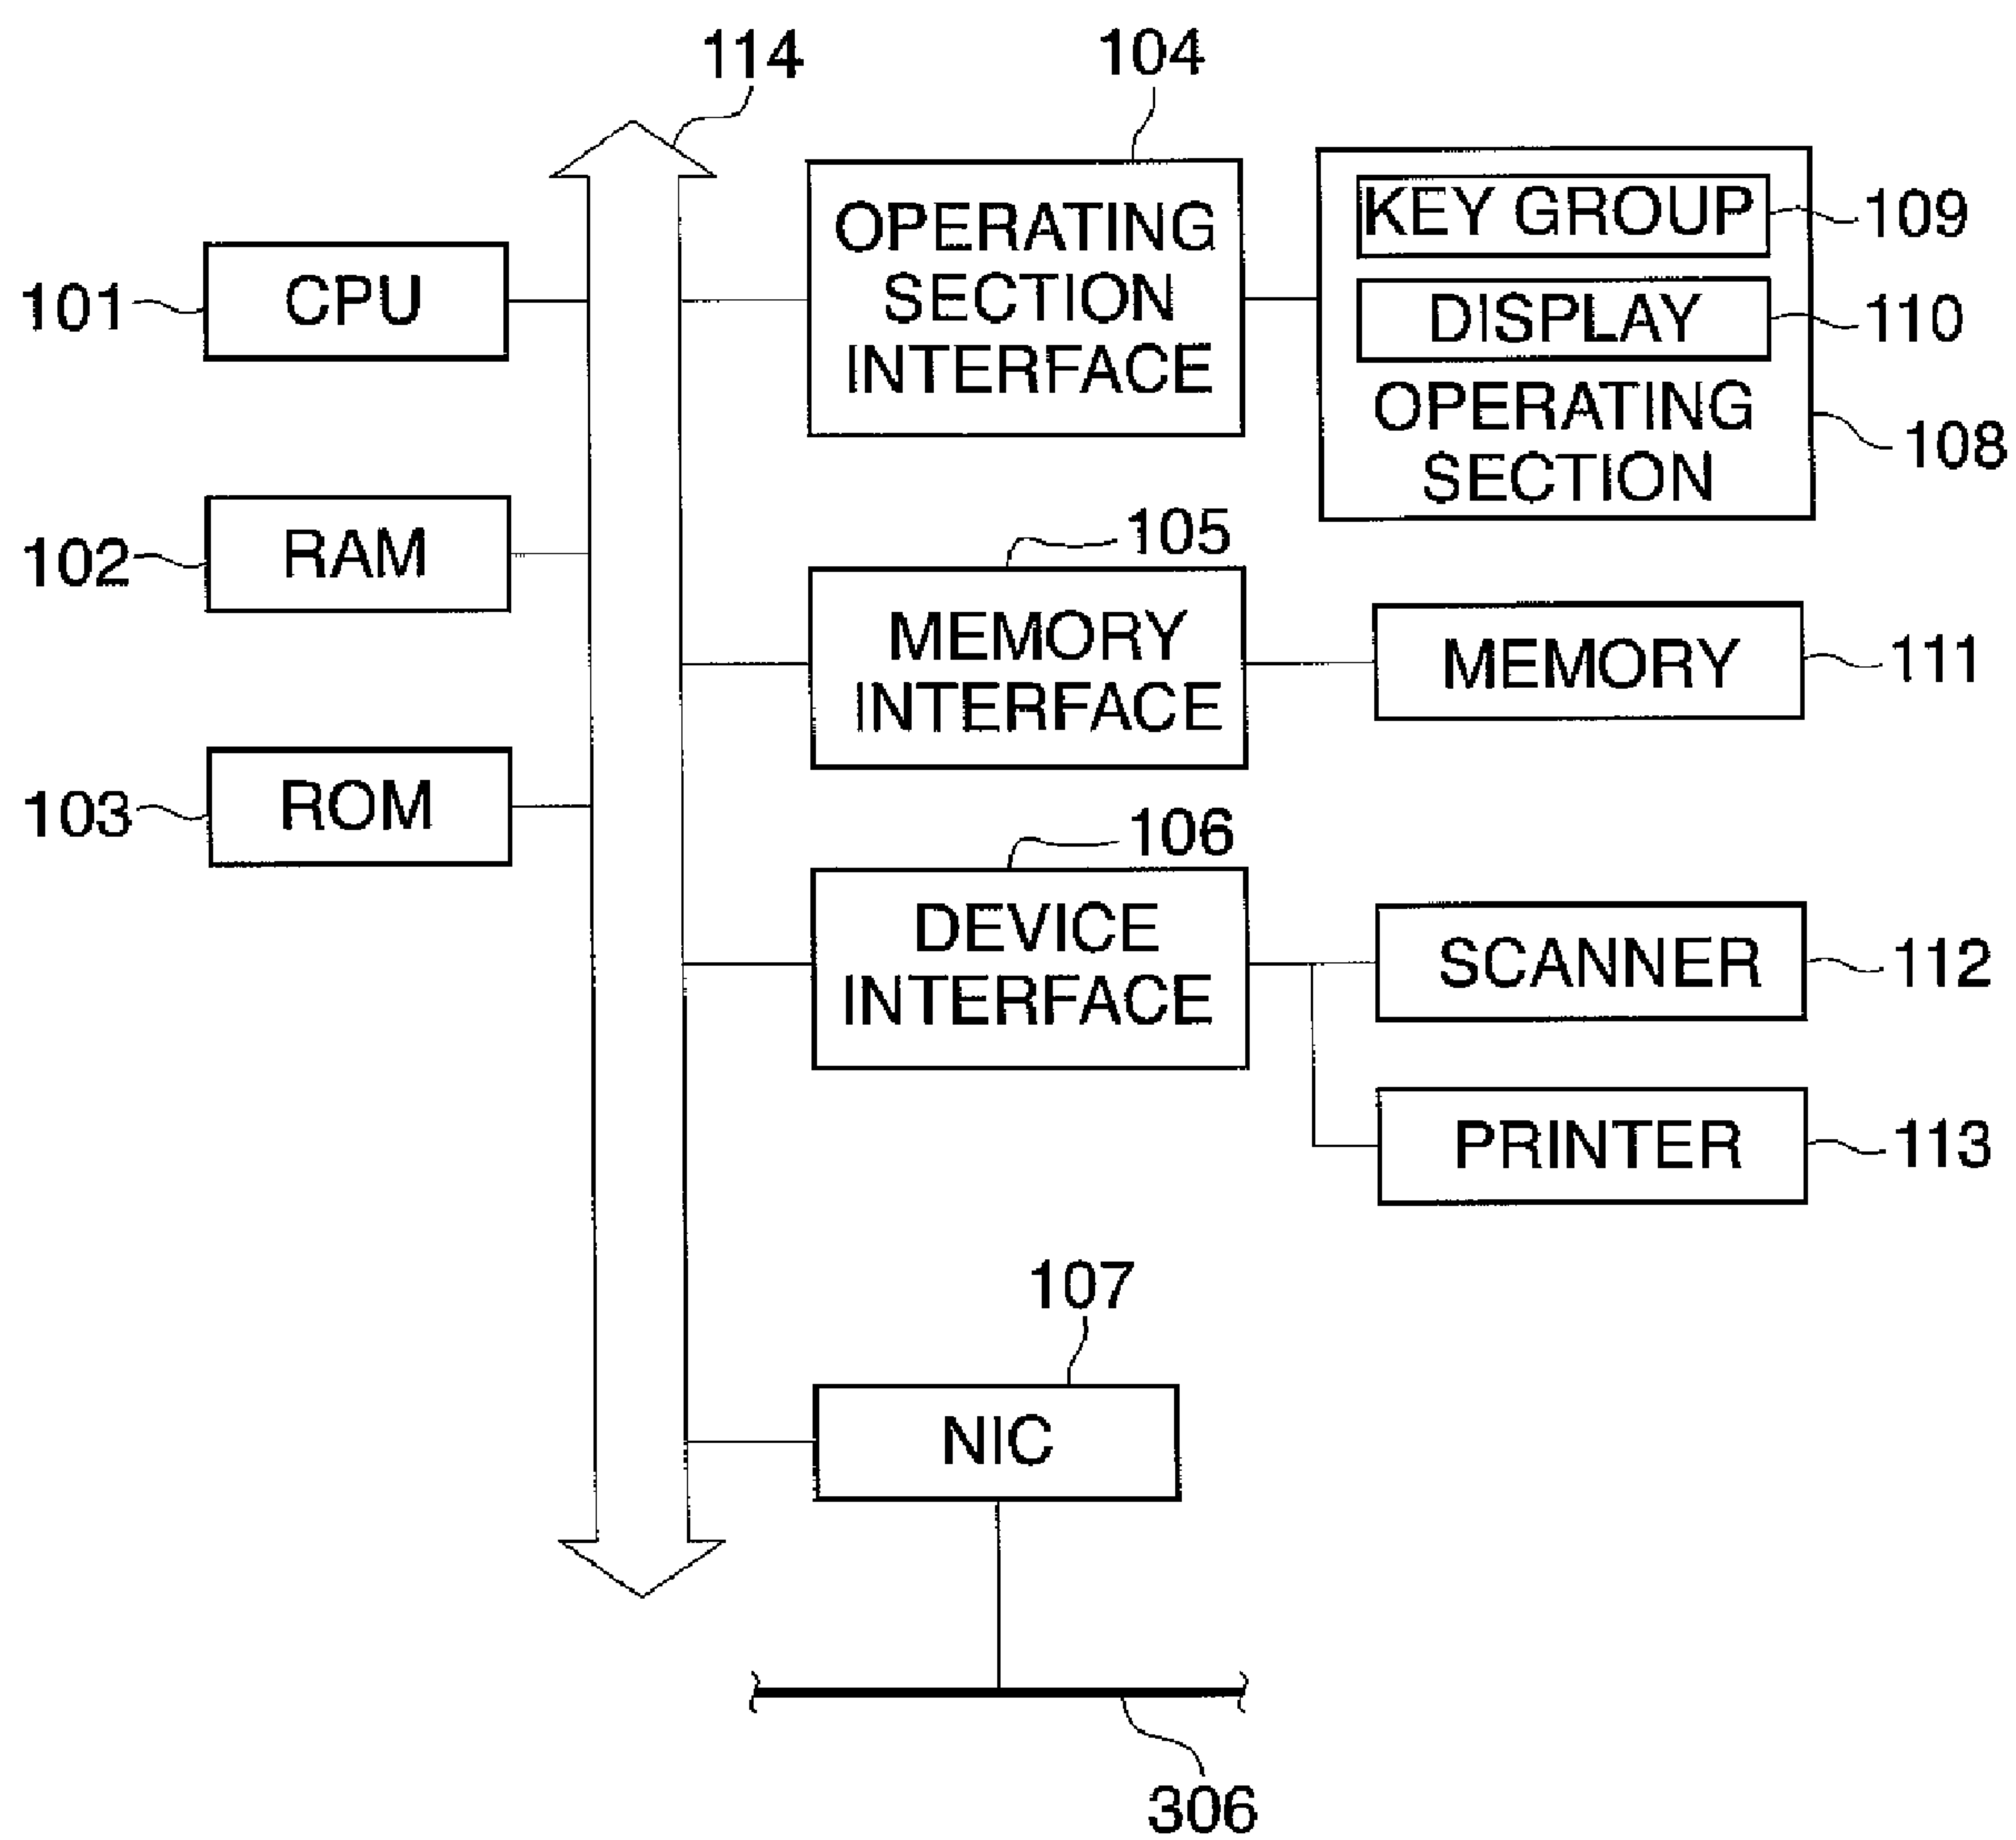 114
104
KEY GROUP
109
OPERATING
SECTION
INTERFACE
101
CPU
DISPLAY
110
OPERATING
SECTION
108
105
102
RAM
MEMORY
INTERFACE
MEMORY
111
103
ROM
106
DEVICE
INTERFACE
SCANNER
112
PRINTER
113
107
NIC
306